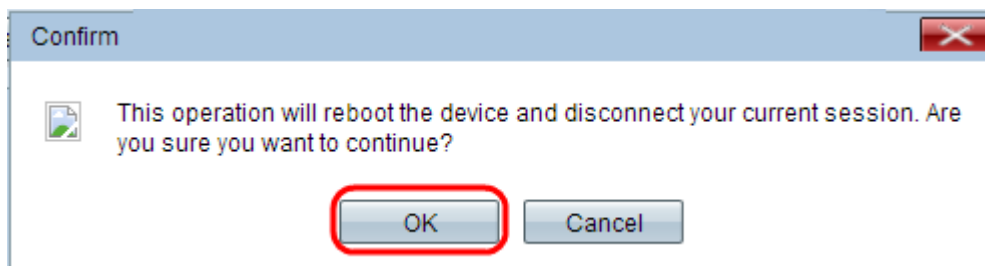 Confirm
This operation will reboot the device and disconnect your current session. Are
you sure you want to continue?
OK
Cancel